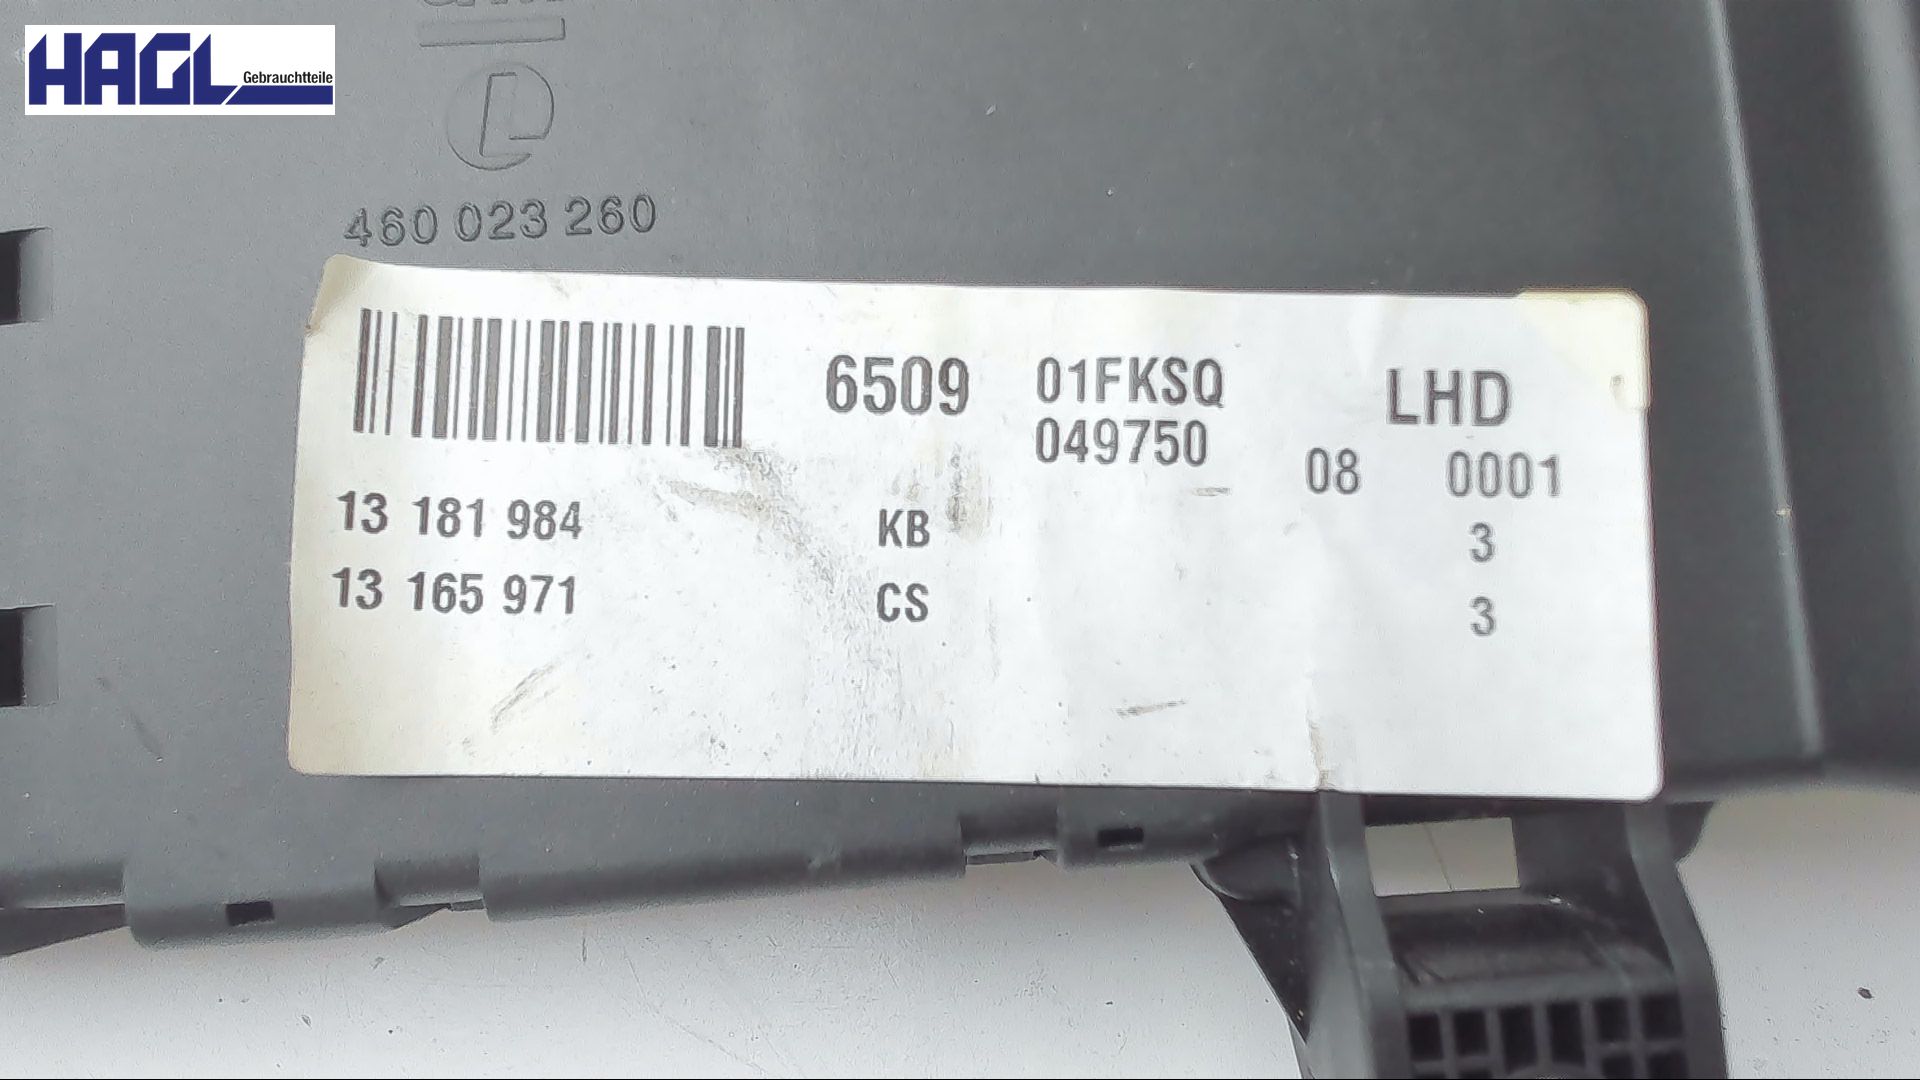 HAGL
Gebrauchtteile
460 023 260
6509 01FKSQ LHD
049750 08 0001
13 181 984 KB 3
13 165 971 CS 3